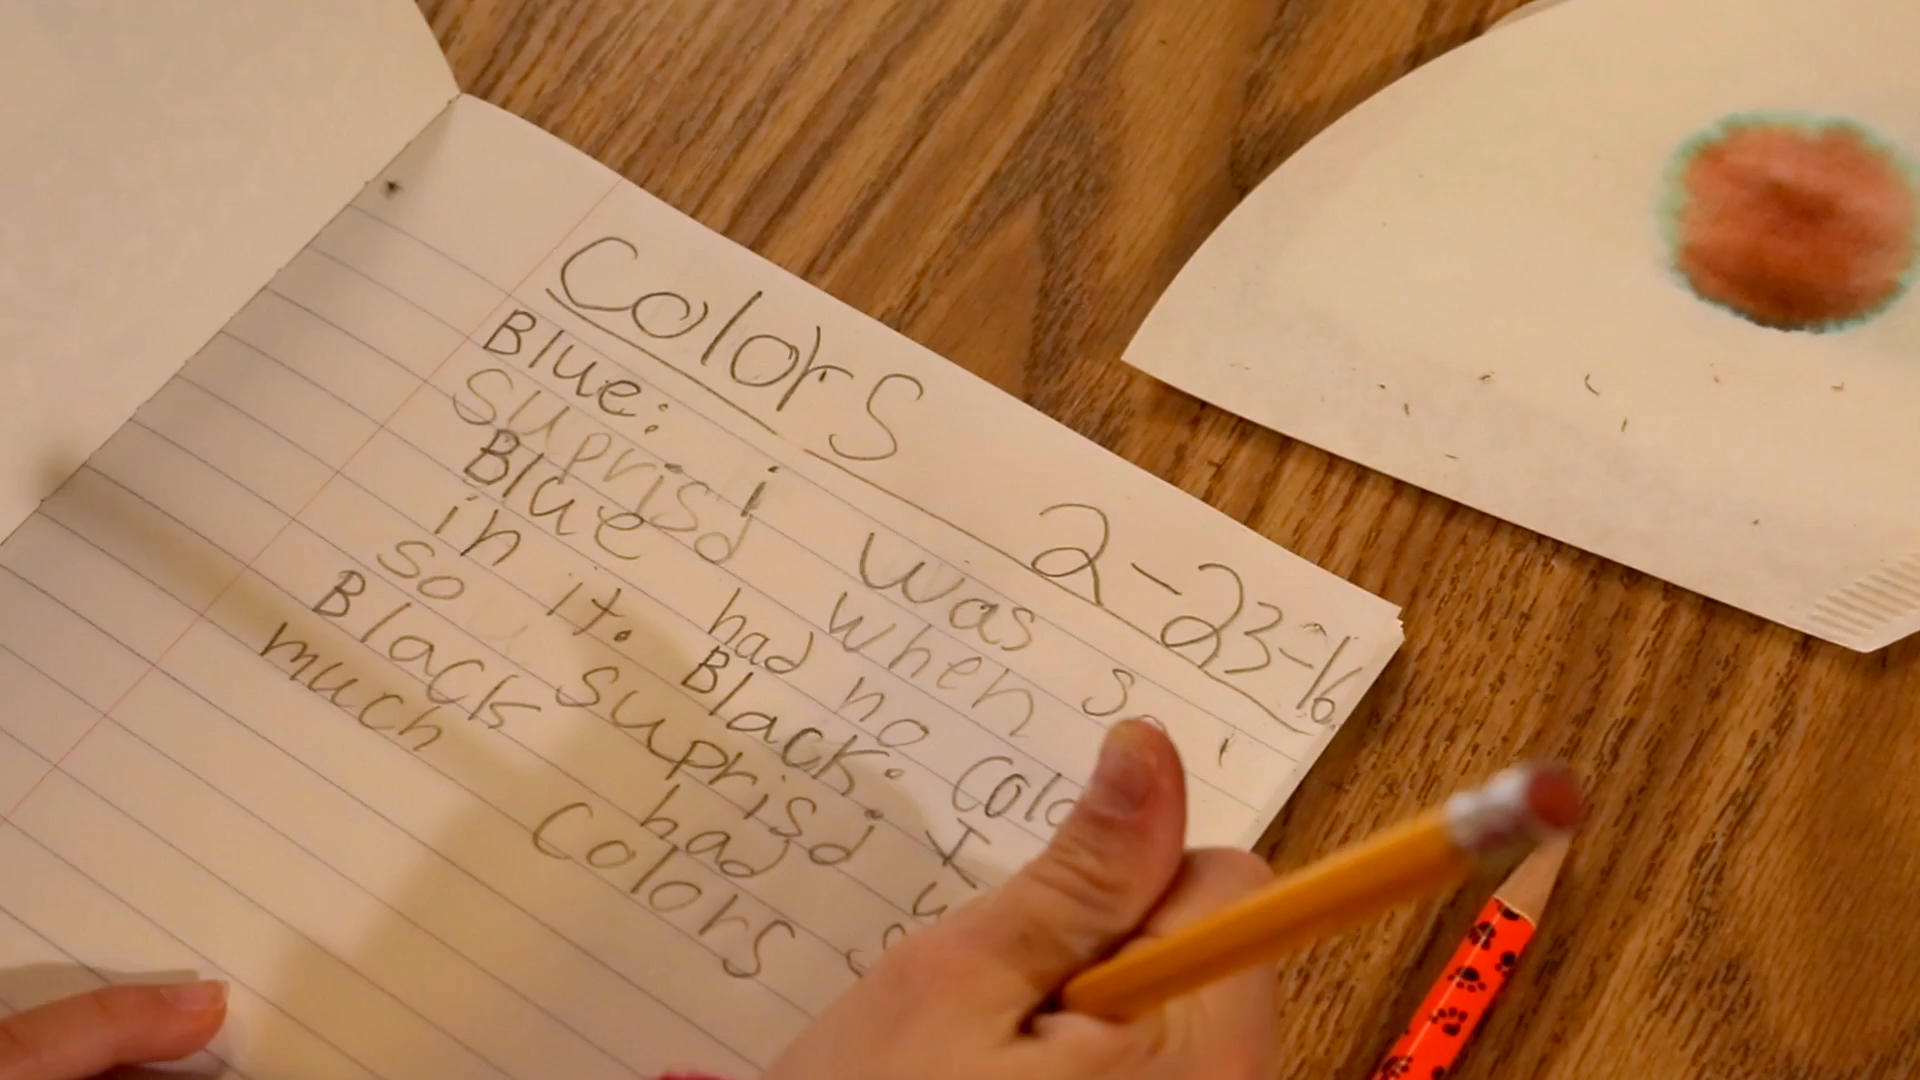 Colors 2-23-16
Blue: i was so
suprisd when i
Blue had no colo
in it. Black. I
so suprisd
Black had
much colors